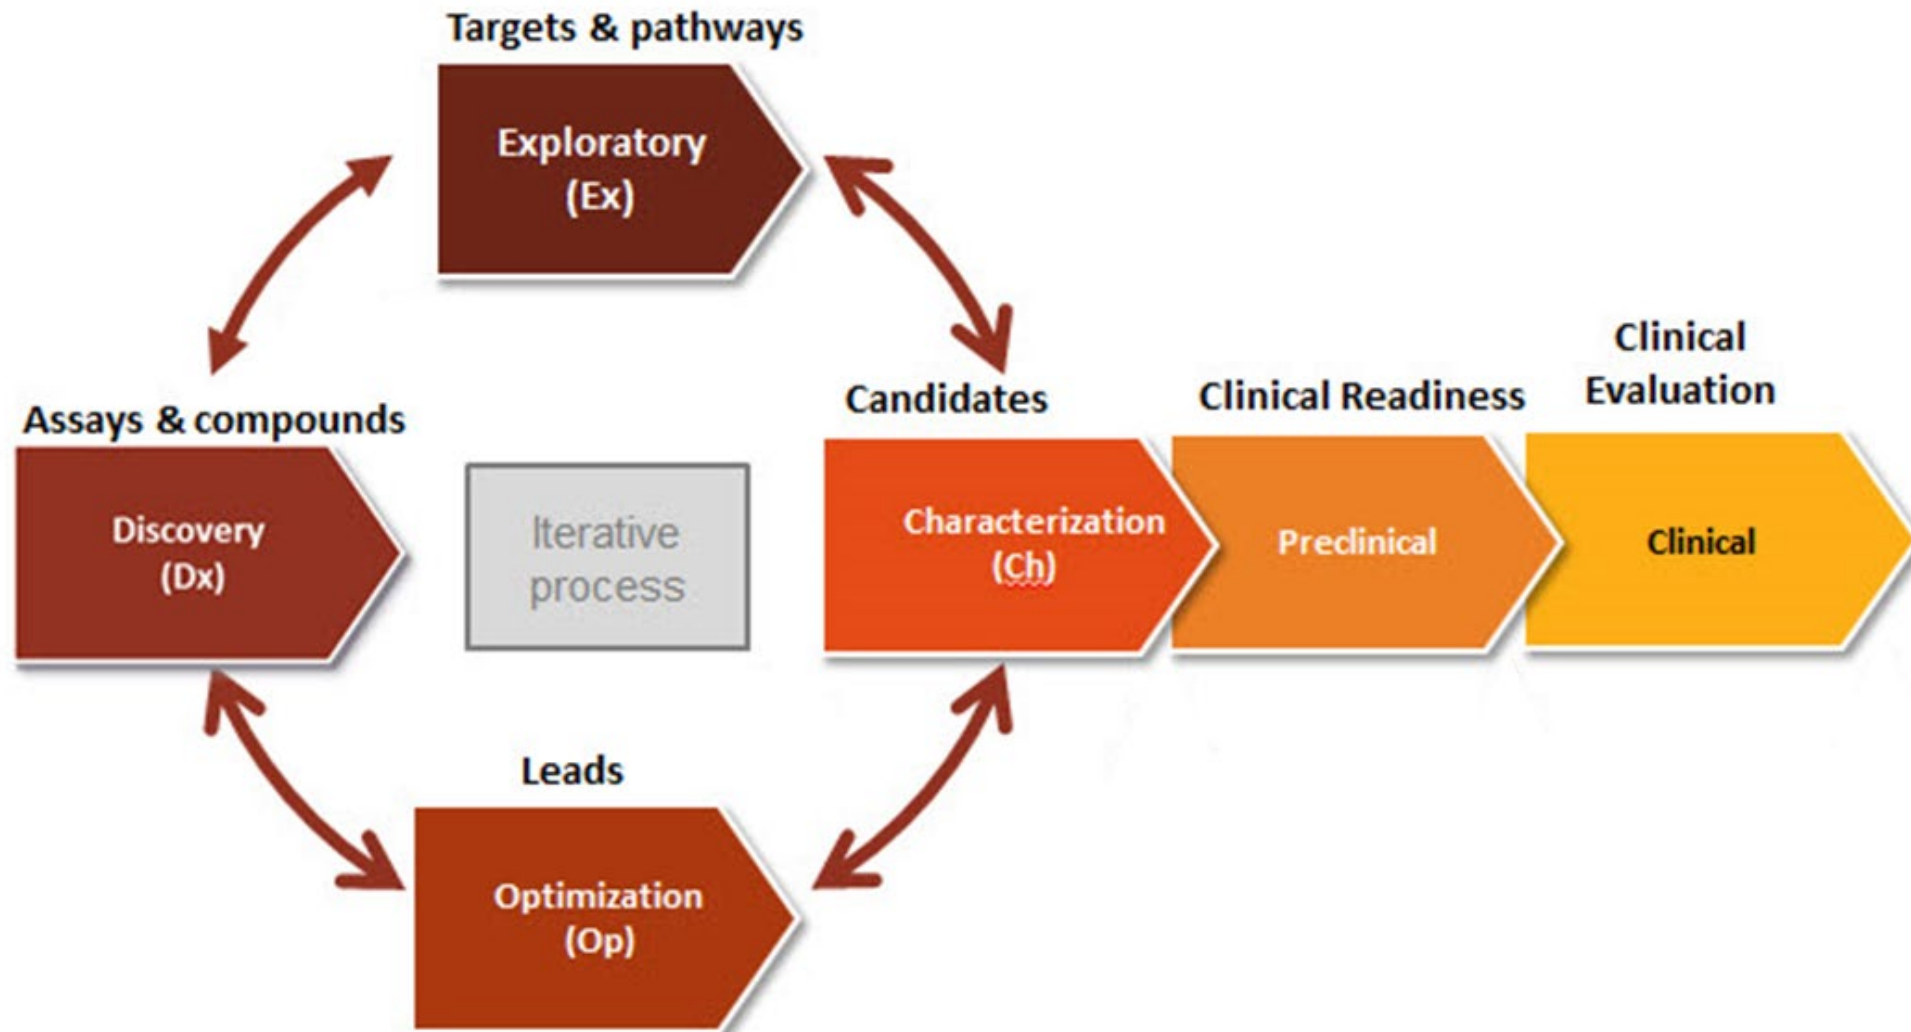 Targets & pathways
Exploratory
(Ex)
Assays & compounds
Discovery
(Dx)
Iterative
process
Candidates
Characterization
(Ch)
Clinical Readiness
Preclinical
Clinical
Evaluation
Clinical
Leads
Optimization
(Op)